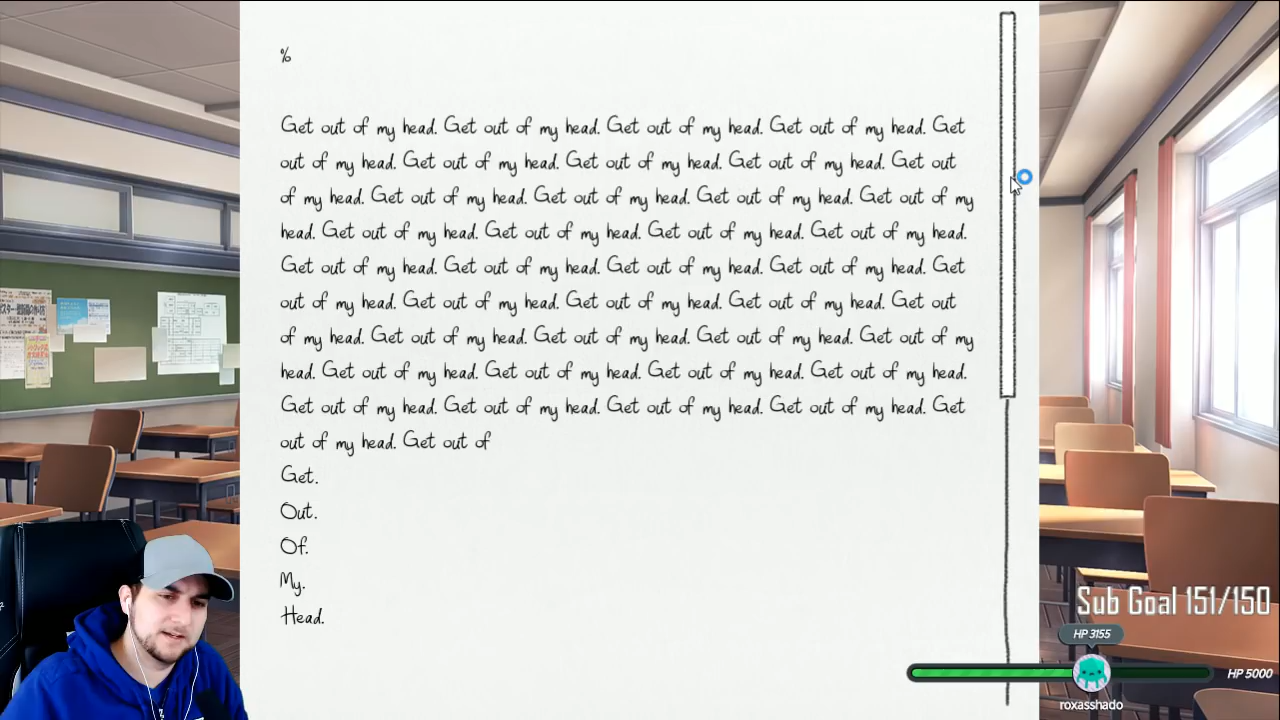 %
Get out of my head. Get out of my head. Get out of my head. Get out of my head. Get
out of my head. Get out of my head. Get out of my head. Get out of my head. Get out
of my head. Get out of my head. Get out of my head. Get out of my head. Get out of my
head. Get out of my head. Get out of my head. Get out of my head. Get out of my head.
Get out of my head. Get out of my head. Get out of my head. Get out of my head. Get
out of my head. Get out of my head. Get out of my head. Get out of my head. Get out
of my head. Get out of my head. Get out of my head. Get out of my head. Get out of my
head. Get out of my head. Get out of my head. Get out of my head. Get out of my head.
Get out of my head. Get out of my head. Get out of my head. Get out of my head. Get
out of my head. Get out of
Get.
Out.
Of.
My.
Head.
Sub Goal 151/150
HP 3155
HP 5000
roxasshado